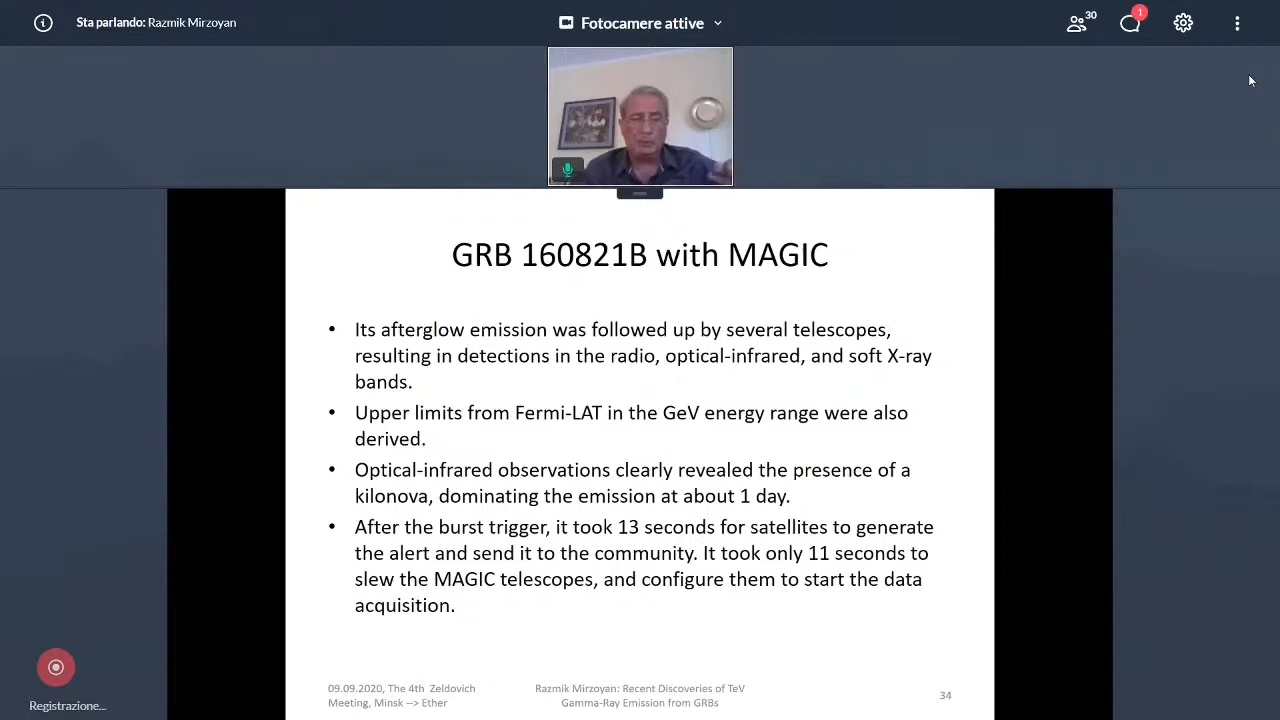 Sta parlando: Razmik Mirzoyan
Fotocamere attive
30
1
GRB 160821B with MAGIC
• Its afterglow emission was followed up by several telescopes,
resulting in detections in the radio, optical-infrared, and soft X-ray
bands.
• Upper limits from Fermi-LAT in the GeV energy range were also
derived.
• Optical-infrared observations clearly revealed the presence of a
kilonova, dominating the emission at about 1 day.
• After the burst trigger, it took 13 seconds for satellites to generate
the alert and send it to the community. It took only 11 seconds to
slew the MAGIC telescopes, and configure them to start the data
acquisition.
Registrazione...
09.09.2020, The 4th Zeldovich
Meeting, Minsk --> Ether
Razmik Mirzoyan: Recent Discoveries of TeV
Gamma-Ray Emission from GRBs
34